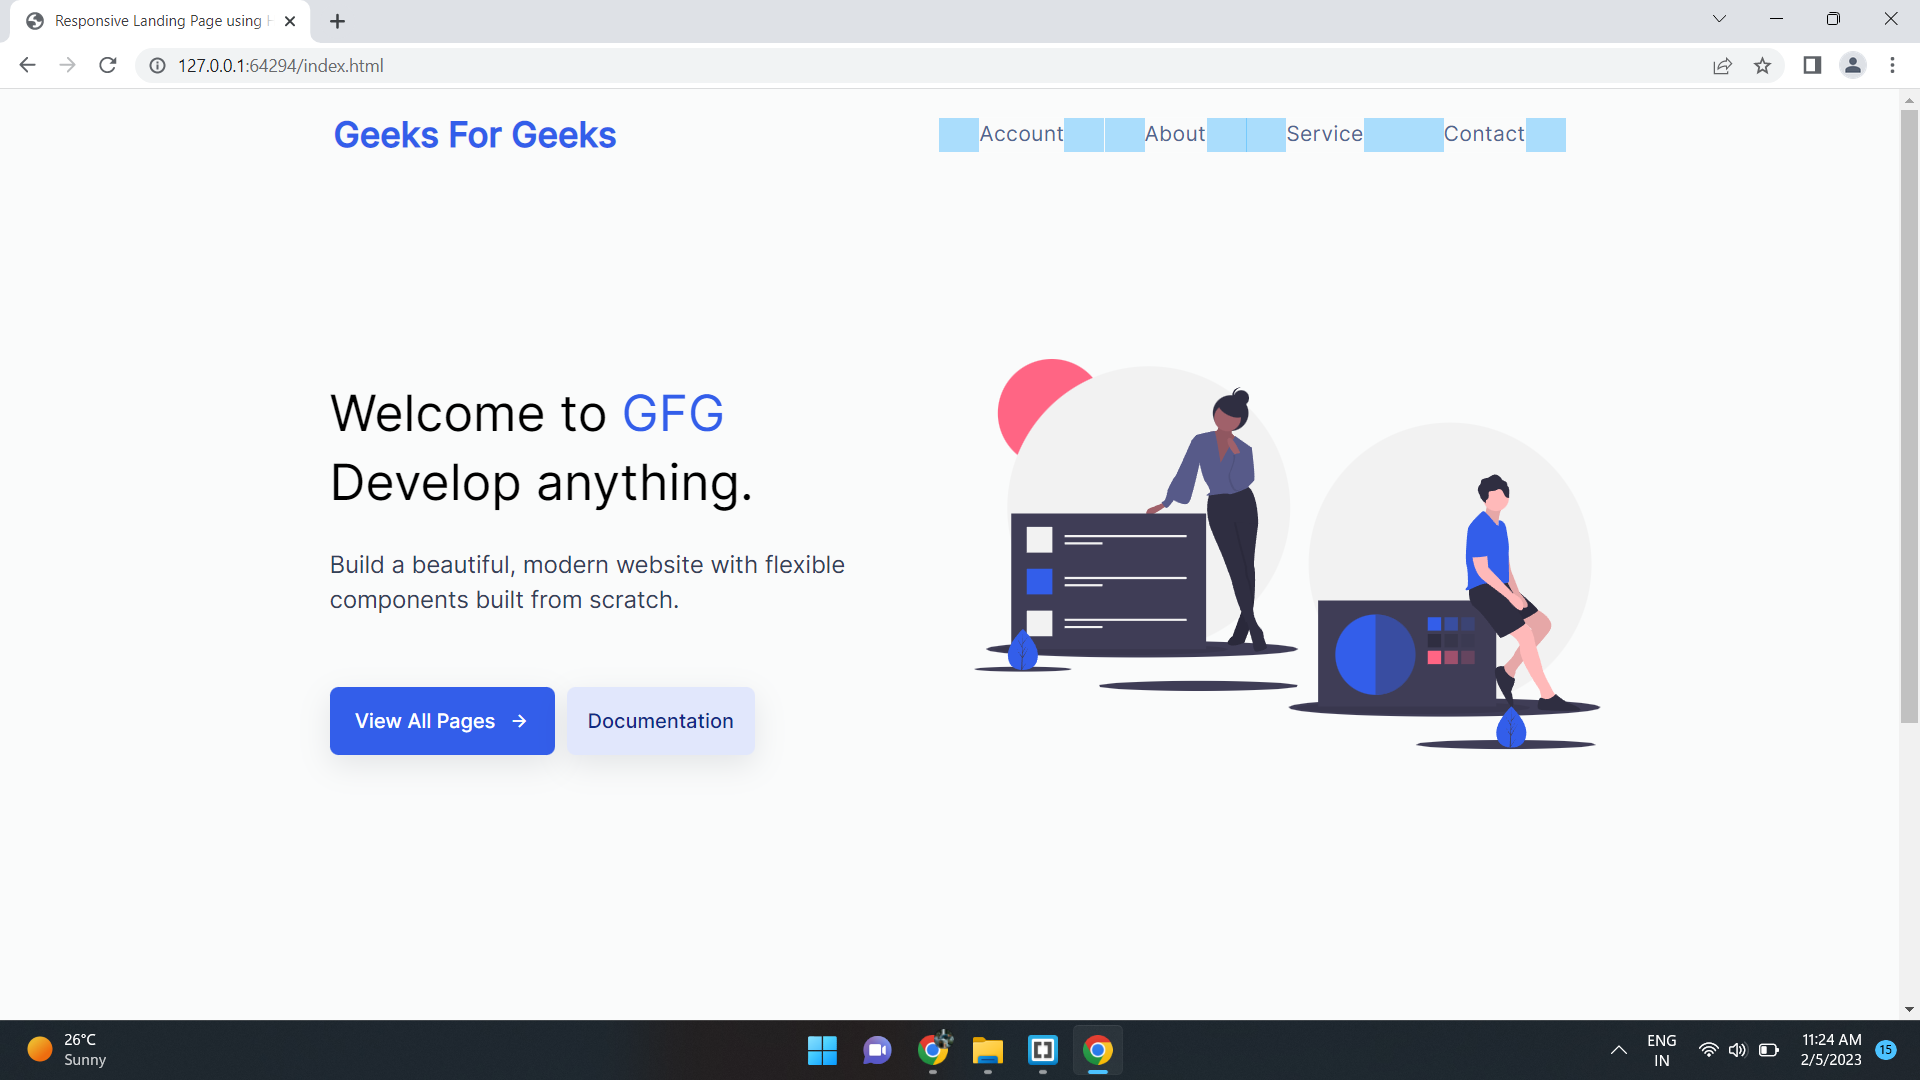 Responsive Landing Page using H
127.0.0.1:64294/index.html
Geeks For Geeks
Account About Service Contact
Welcome to GFG
Develop anything.
Build a beautiful, modern website with flexible
components built from scratch.
View All Pages → Documentation
26°C
Sunny
ENG
IN
11:24 AM
2/5/2023
15